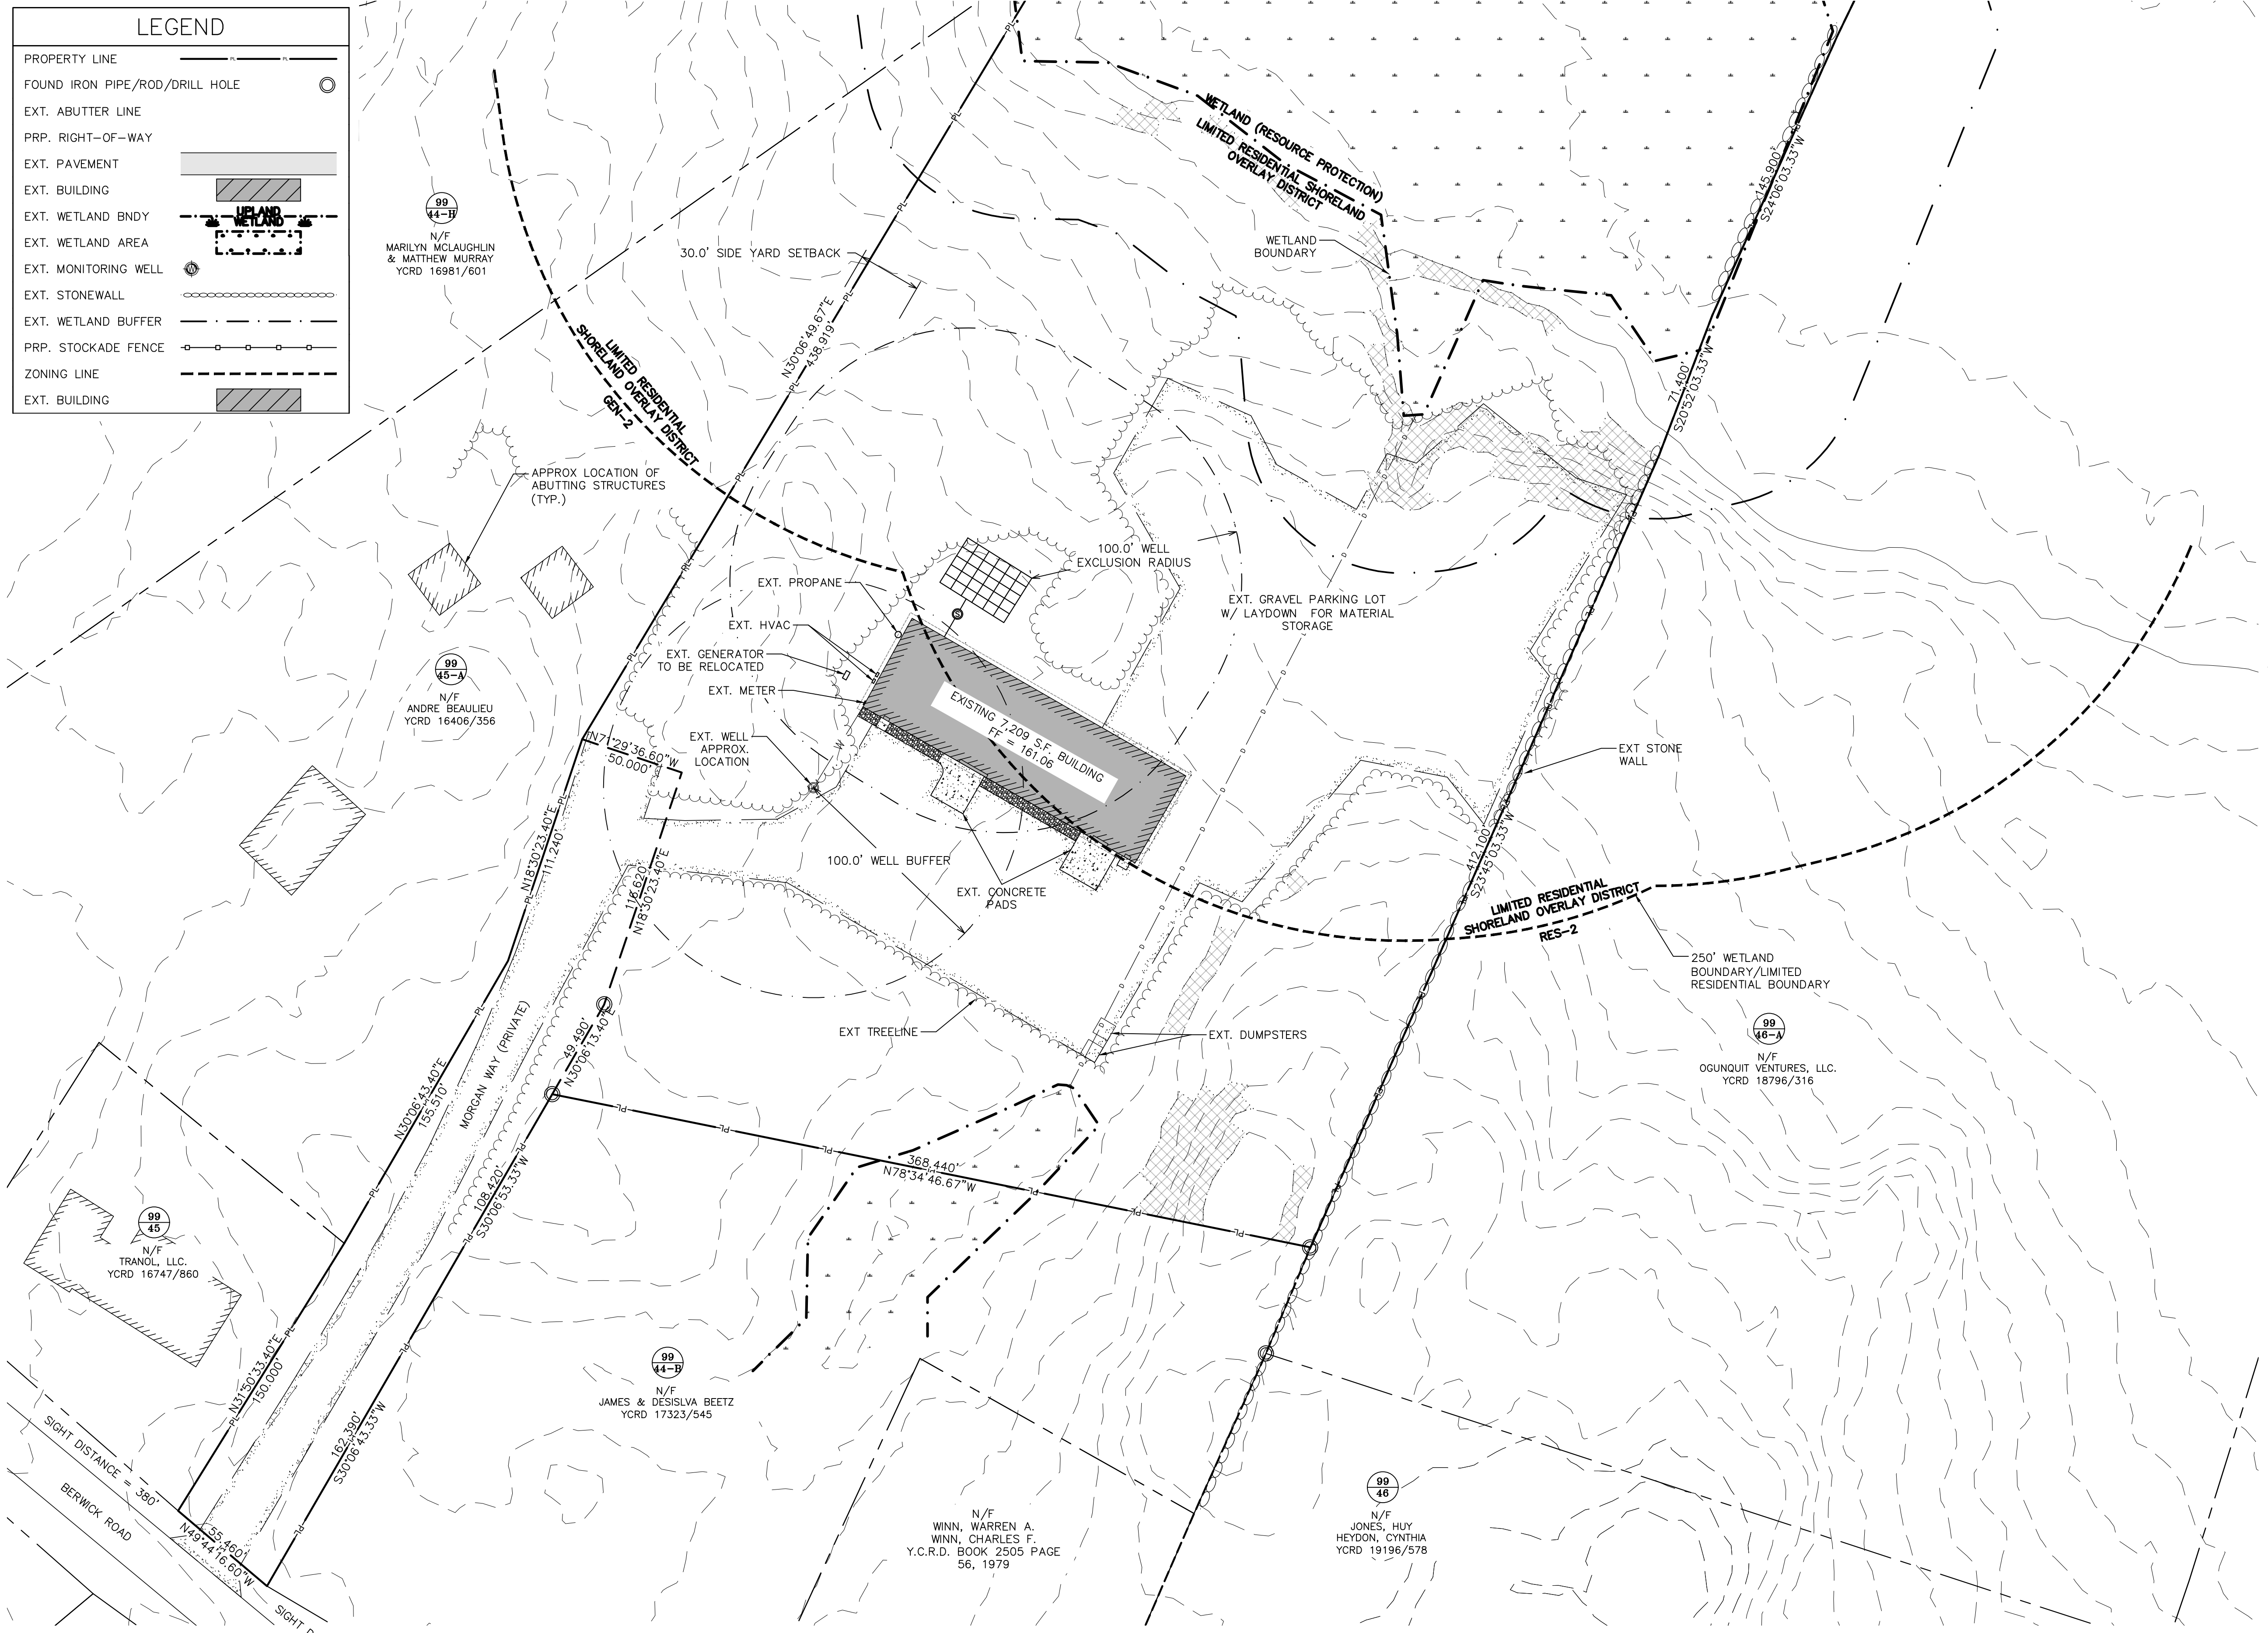 LEGEND
PROPERTY LINE
PL PL
FOUND IRON PIPE/ROD/DRILL HOLE
EXT. ABUTTER LINE
PRP. RIGHT-OF-WAY
EXT. PAVEMENT
EXT. BUILDING
EXT. WETLAND BNDY
UPLAND
WETLAND
EXT. WETLAND AREA
EXT. MONITORING WELL
W
EXT. STONEWALL
EXT. WETLAND BUFFER
PRP. STOCKADE FENCE
ZONING LINE
EXT. BUILDING
99
44-H
N/F
MARILYN MCLAUGHLIN
& MATTHEW MURRAY
YCRD 16981/601
30.0' SIDE YARD SETBACK
N30°06'49.67"E
438.919'
WETLAND (RESOURCE PROTECTION)
LIMITED RESIDENTIAL SHORELAND
OVERLAY DISTRICT
WETLAND
BOUNDARY
145.900'
S24°06'03.33"W
71.400'
S20°52'03.33"W
LIMITED RESIDENTIAL
SHORELAND OVERLAY DISTRICT
GEN-2
APPROX LOCATION OF
ABUTTING STRUCTURES
(TYP.)
100.0' WELL
EXCLUSION RADIUS
EXT. PROPANE
EXT. HVAC
EXT. GENERATOR
TO BE RELOCATED
EXT. METER
S
EXT. GRAVEL PARKING LOT
W/ LAYDOWN FOR MATERIAL
STORAGE
99
45-A
N/F
ANDRE BEAULIEU
YCRD 16406/356
EXISTING 7,209 S.F. BUILDING
FF = 161.06
N71°29'36.60"W
50.000'
EXT. WELL
APPROX.
LOCATION
W
EXT STONE
WALL
N18°30'23.40"E
111.240'
116.620'
N18°30'23.40"E
100.0' WELL BUFFER
EXT. CONCRETE
PADS
412.100'
S23°45'03.33"W
LIMITED RESIDENTIAL
SHORELAND OVERLAY DISTRICT
RES-2
250' WETLAND
BOUNDARY/LIMITED
RESIDENTIAL BOUNDARY
EXT TREELINE
EXT. DUMPSTERS
99
46-A
N/F
OGUNQUIT VENTURES, LLC.
YCRD 18796/316
MORGAN WAY (PRIVATE)
49.490'
N30°06'13.40"E
N30°06'43.40"E
155.510'
368.440'
N78°34'46.67"W
108.420'
S30°06'53.33"W
99
45
N/F
TRANOL, LLC.
YCRD 16747/860
N31°50'33.40"E
150.000'
162.390'
S30°06'43.33"W
99
44-B
N/F
JAMES & DESISLVA BEETZ
YCRD 17323/545
SIGHT DISTANCE = 380'
BERWICK ROAD
55.460'
N49°44'16.60"W
SIGHT D
N/F
WINN, WARREN A.
WINN, CHARLES F.
Y.C.R.D. BOOK 2505 PAGE
56, 1979
99
46
N/F
JONES, HUY
HEYDON, CYNTHIA
YCRD 19196/578